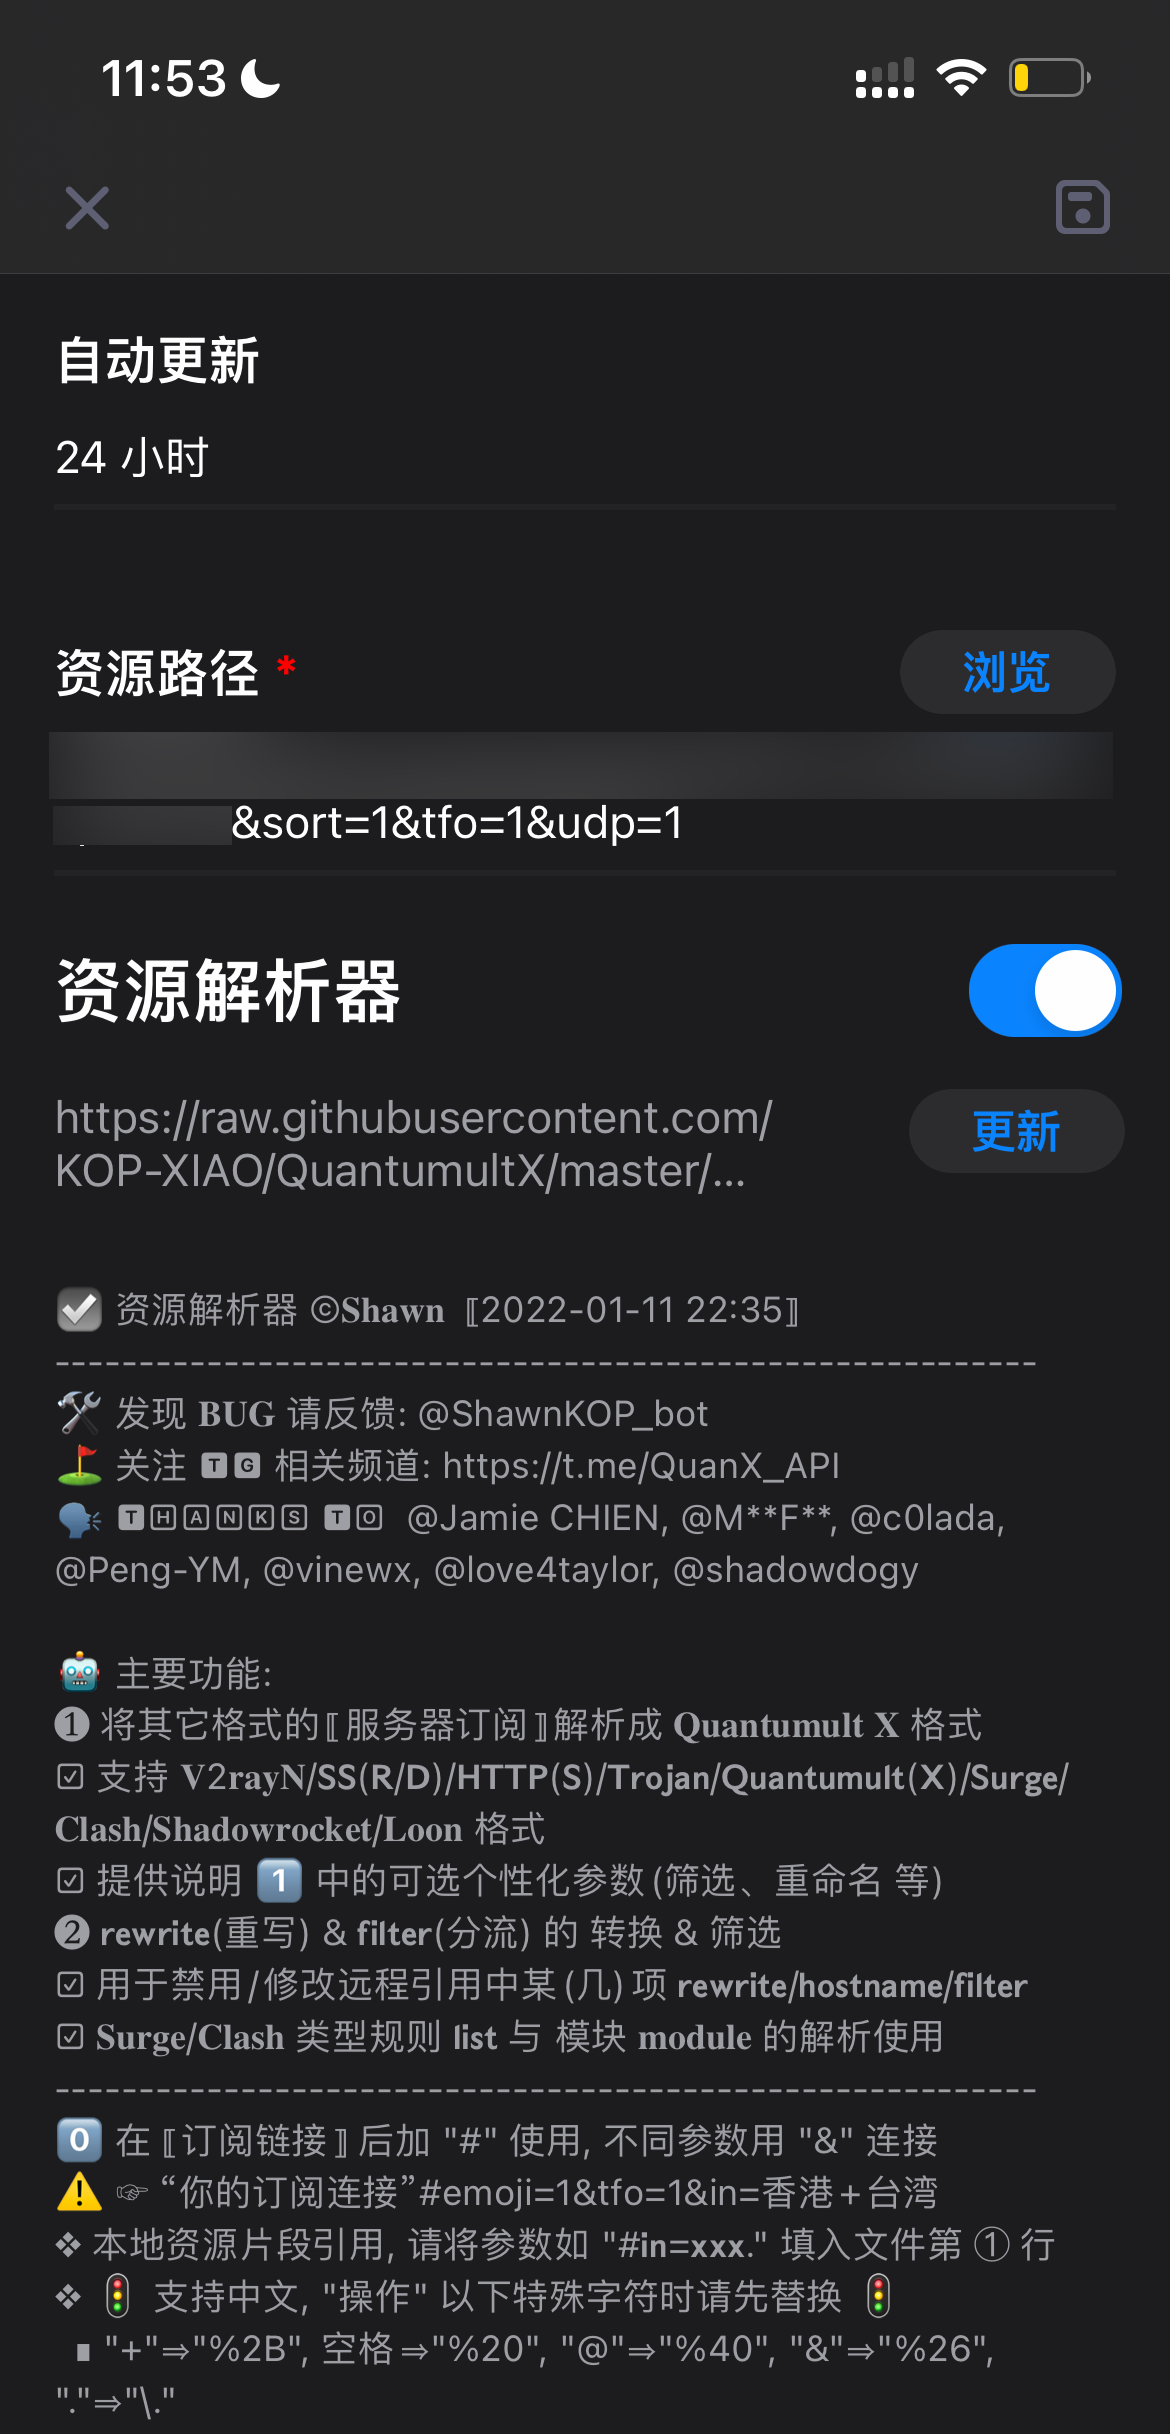 11:53
自动更新
24 小时
资源路径 *
浏览
&sort=1&tfo=1&udp=1
资源解析器
https://raw.githubusercontent.com/
KOP-XIAO/QuantumultX/master/...
更新
☑️ 资源解析器 ©𝐒𝐡𝐚𝐰𝐧 ⟦2022-01-11 22:35⟧
----------------------------------------------------------
🛠 发现 𝐁𝐔𝐆 请反馈: @ShawnKOP_bot
⛳️ 关注 🆃🅶 相关频道: https://t.me/QuanX_API
🗣 🆃🄷🄰🄽🄺🅂 🆃🄾 @Jamie CHIEN, @M**F**, @c0lada,
@Peng-YM, @vinewx, @love4taylor, @shadowdogy
🤖 主要功能:
❶ 将其它格式的⟦服务器订阅⟧解析成 𝐐𝐮𝐚𝐧𝐭𝐮𝐦𝐮𝐥𝐭 𝐗 格式
☑︎ 支持 𝐕𝟐𝐫𝐚𝐲𝐍/𝗦𝗦(𝗥/𝗗)/𝗛𝗧𝗧𝗣(𝗦)/𝗧𝗿𝗼𝗷𝗮𝗻/𝗤𝘂𝗮𝗻𝘁𝘂𝗺𝘂𝗹𝘁(𝗫)/𝗦𝘂𝗿𝗴𝗲/
𝐂𝐥𝐚𝐬𝐡/𝐒𝐡𝐚𝐝𝐨𝐰𝐫𝐨𝐜𝐤𝐞𝐭/𝐋𝐨𝐨𝐧 格式
☑︎ 提供说明 1️⃣ 中的可选个性化参数(筛选、重命名 等)
❷ 𝗿𝗲𝘄𝗿𝗶𝘁𝗲(重写) & 𝗳𝗶𝗹𝘁𝗲𝗿(分流) 的 转换 & 筛选
☑︎ 用于禁用/修改远程引用中某(几)项 𝗿𝗲𝘄𝗿𝗶𝘁𝗲/𝗵𝗼𝘀𝘁𝗻𝗮𝗺𝗲/𝗳𝗶𝗹𝘁𝗲𝗿
☑︎ 𝐒𝐮𝐫𝐠𝐞/𝐂𝐥𝐚𝐬𝐡 类型规则 𝗹𝗶𝘀𝘁 与 模块 𝐦𝐨𝐝𝐮𝐥𝐞 的解析使用
----------------------------------------------------------
0️⃣ 在⟦订阅链接⟧后加 "#" 使用, 不同参数用 "&" 连接
⚠️ ☞ “你的订阅连接”#emoji=1&tfo=1&in=香港+台湾
❖ 本地资源片段引用, 请将参数如 "#𝗶𝗻=𝘅𝘅𝘅." 填入文件第 ① 行
❖ 🚦 支持中文, "操作" 以下特殊字符时请先替换 🚦
∎ "+"⇒"%2B", 空格⇒"%20", "@"⇒"%40", "&"⇒"%26",
"."⇒"\."